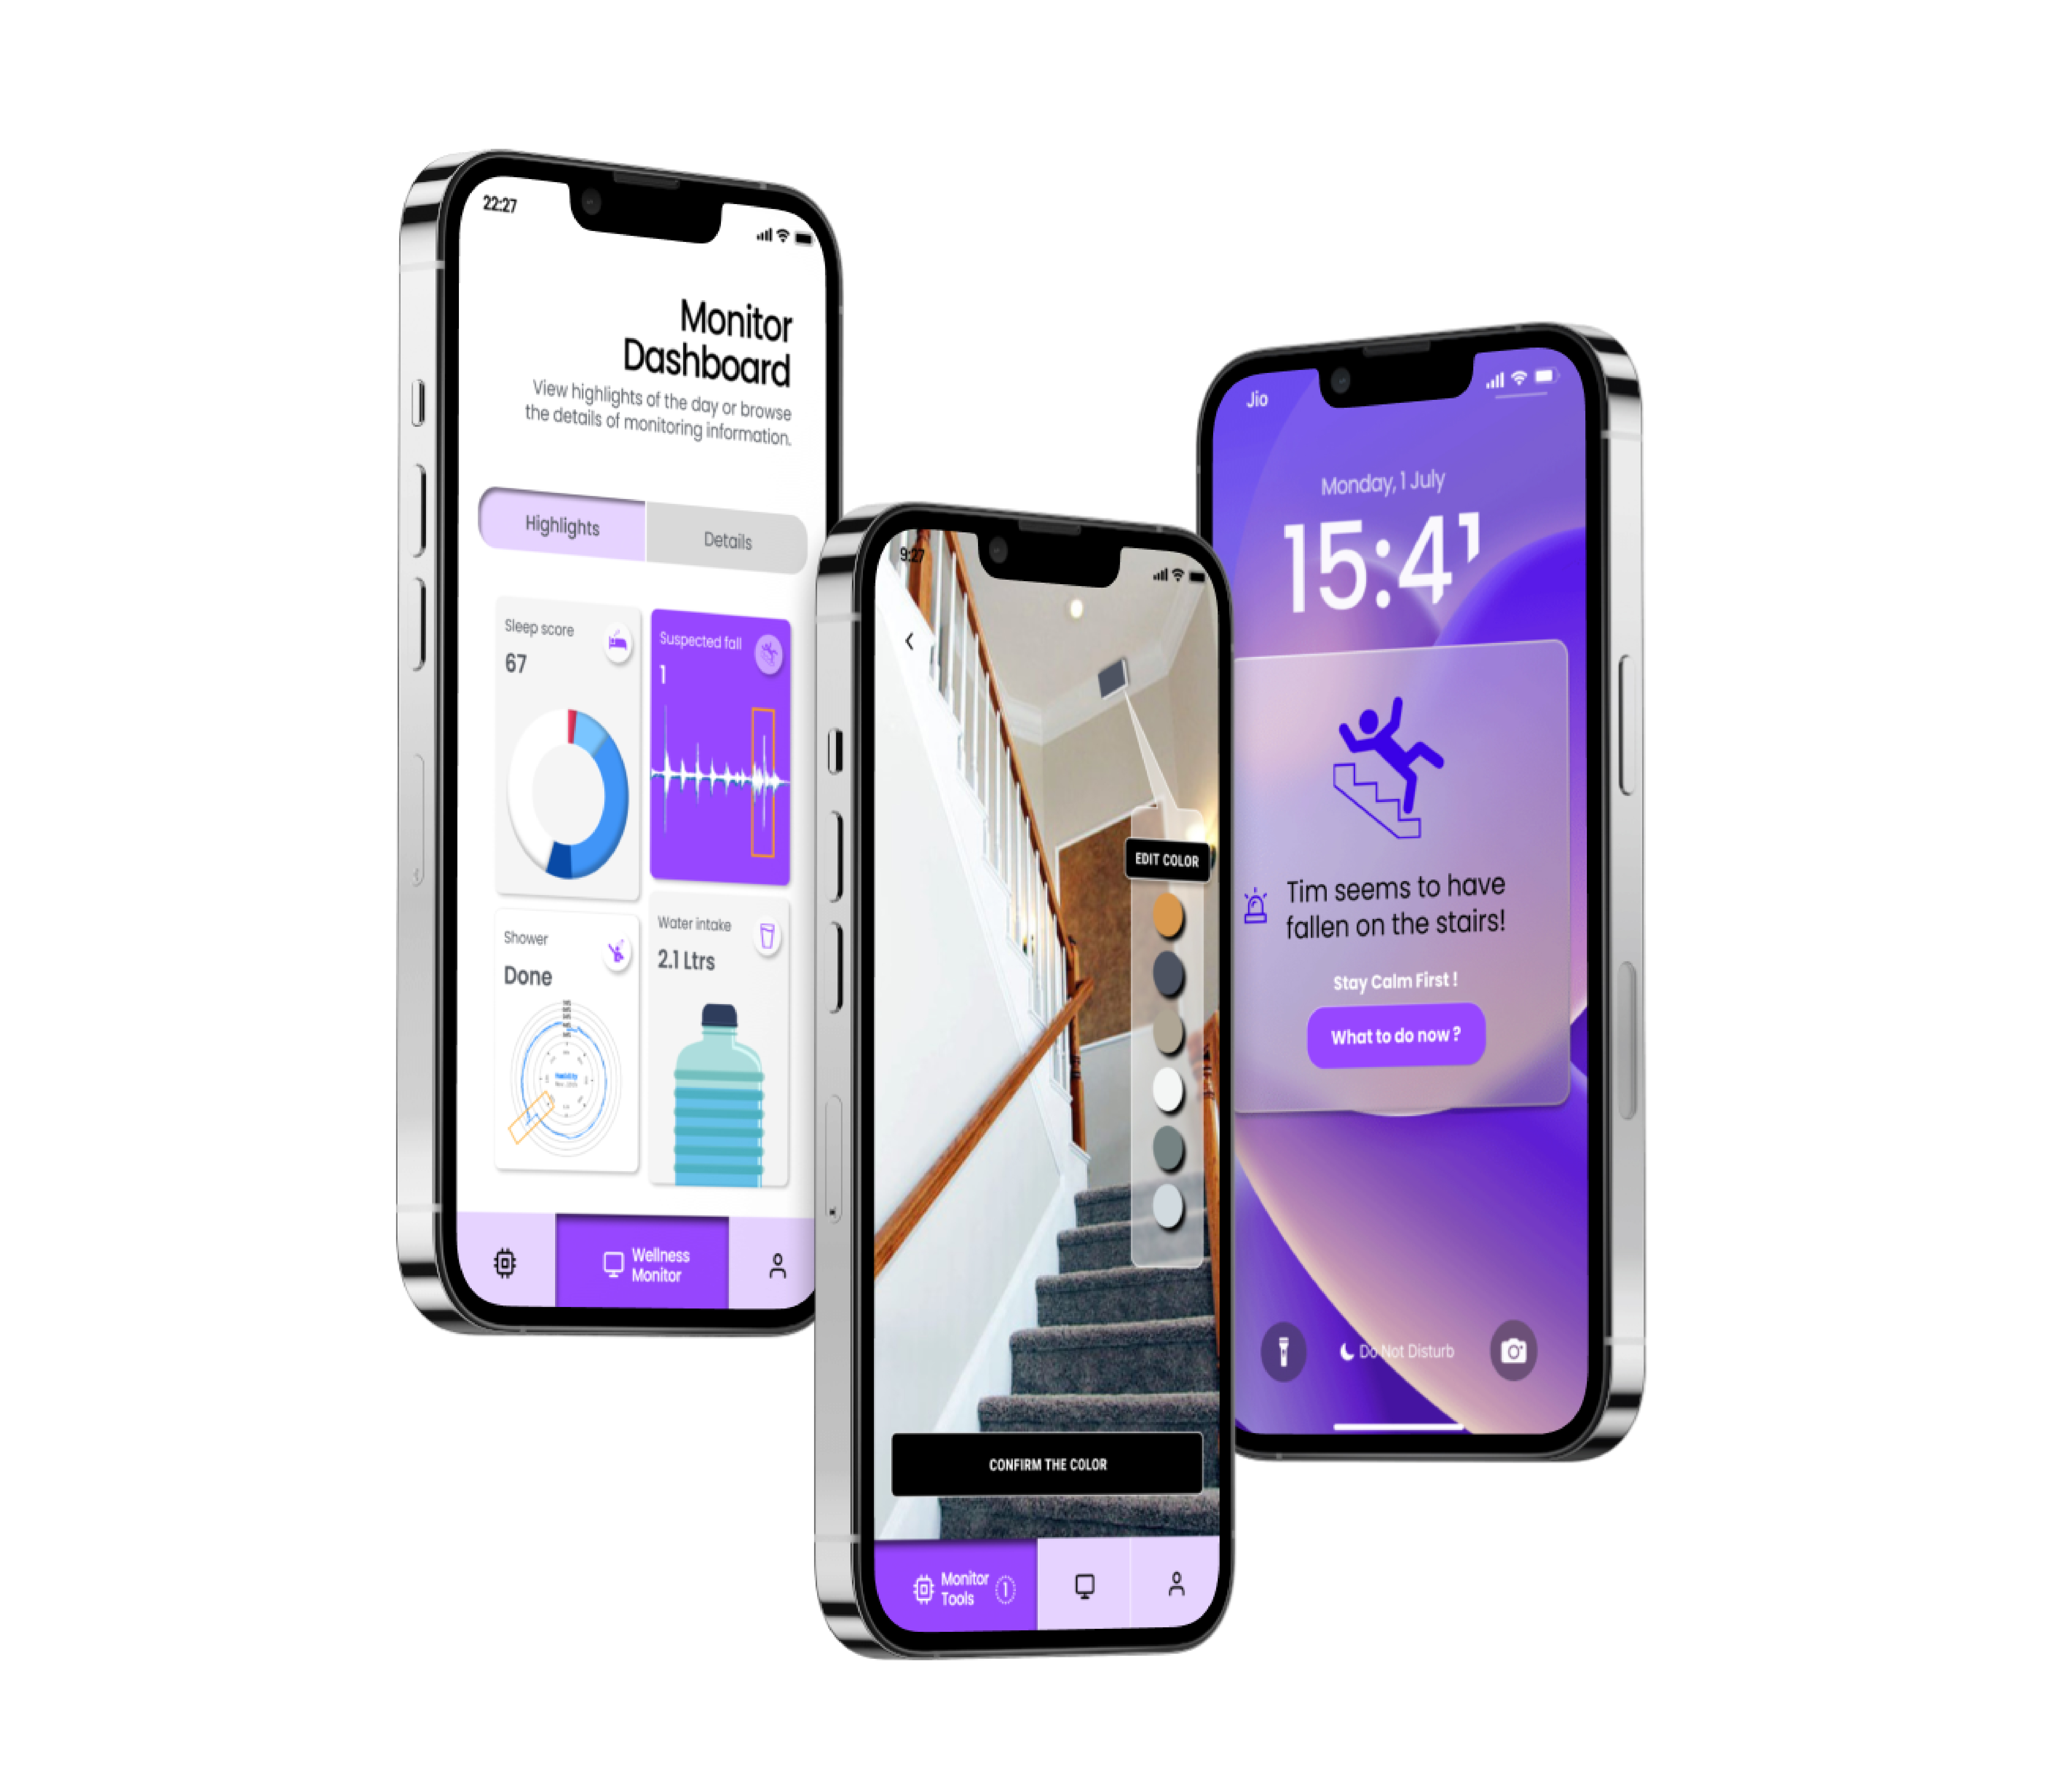 22:27
Monitor
Dashboard
View highlights of the day or browse
the details of monitoring information.
Highlights
Details
Sleep score
67
Suspected fall
1
Shower
Done
Water intake
2.1 Ltrs
Wellness
Monitor
9:27
EDIT COLOR
CONFIRM THE COLOR
Monitor
Tools
1
Jio
Monday, 1 July
15:41
Tim seems to have
fallen on the stairs!
Stay Calm First !
What to do now ?
Do Not Disturb